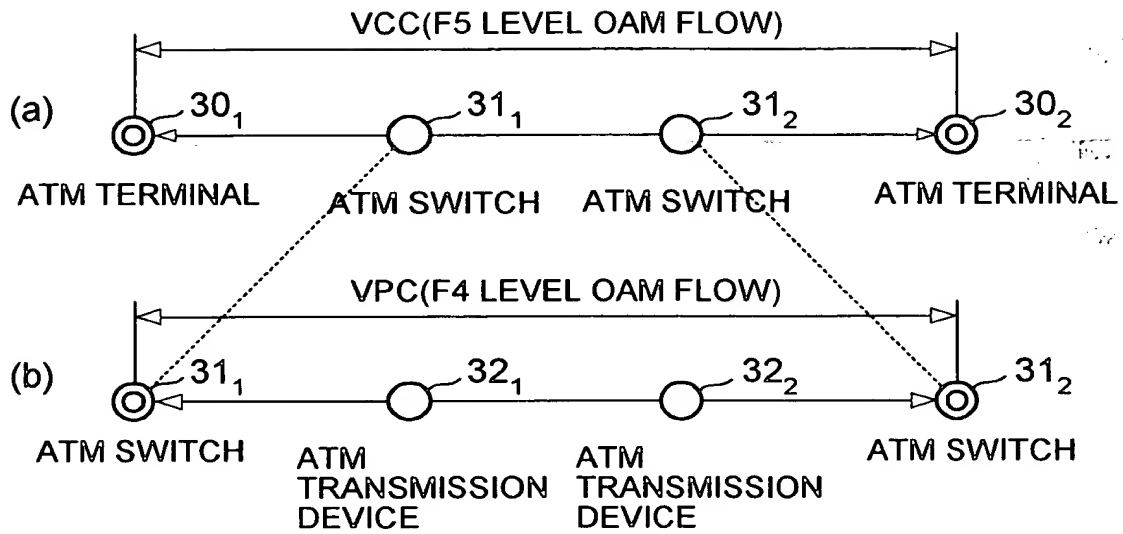 VCC(F5 LEVEL OAM FLOW)
(a)
30₁
31₁
31₂
30₂
ATM TERMINAL
ATM SWITCH
ATM SWITCH
ATM TERMINAL
VPC(F4 LEVEL OAM FLOW)
(b)
31₁
32₁
32₂
31₂
ATM SWITCH
ATM
TRANSMISSION
DEVICE
ATM
TRANSMISSION
DEVICE
ATM SWITCH